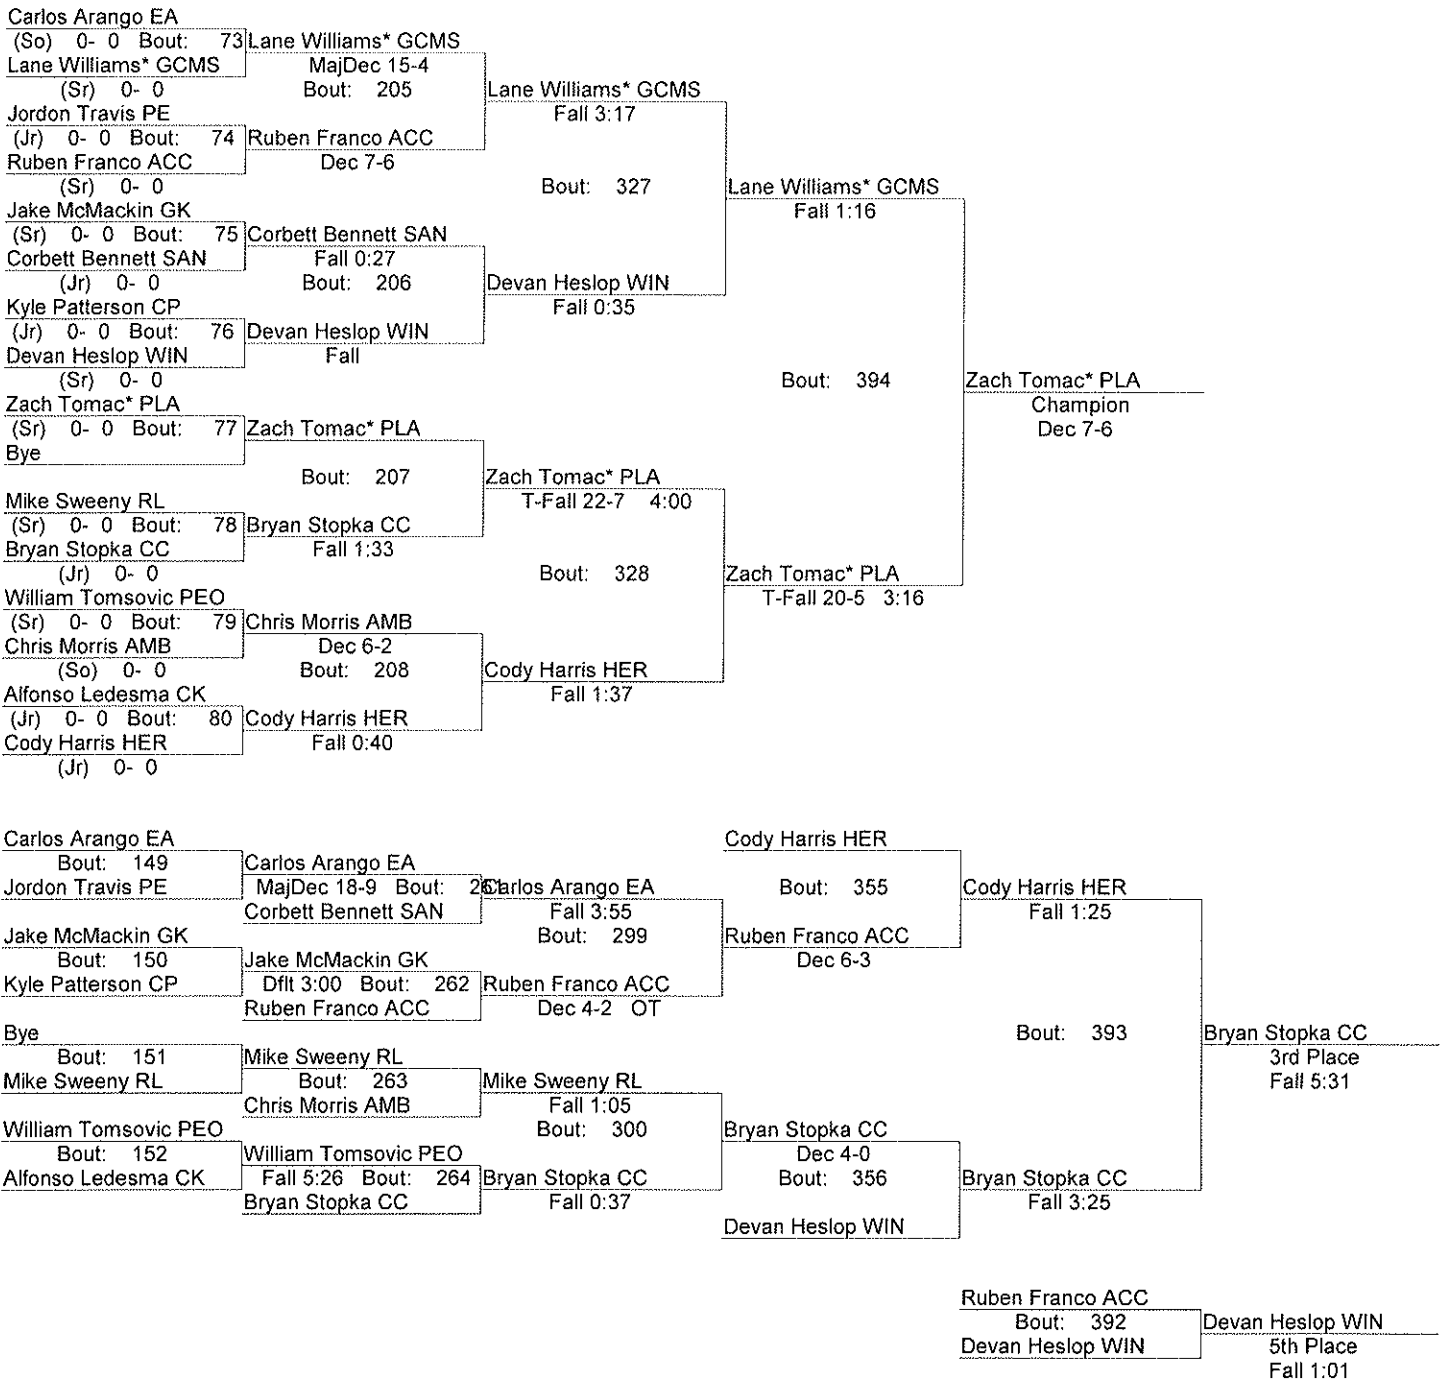 Carlos Arango EA
(So) 0- 0 Bout: 73 Lane Williams* GCMS
Lane Williams* GCMS MajDec 15-4
(Sr) 0- 0 Bout: 205 Lane Williams* GCMS
Jordon Travis PE Fall 3:17
(Jr) 0- 0 Bout: 74 Ruben Franco ACC
Ruben Franco ACC Dec 7-6
(Sr) 0- 0 Bout: 327 Lane Williams* GCMS
Jake McMackin GK Fall 1:16
(Sr) 0- 0 Bout: 75 Corbett Bennett SAN
Corbett Bennett SAN Fall 0:27
(Jr) 0- 0 Bout: 206 Devan Heslop WIN
Kyle Patterson CP Fall 0:35
(Jr) 0- 0 Bout: 76 Devan Heslop WIN
Devan Heslop WIN Fall
(Sr) 0- 0 Bout: 394 Zach Tomac* PLA
Zach Tomac* PLA Champion
(Sr) 0- 0 Bout: 77 Zach Tomac* PLA Dec 7-6
Bye
Bout: 207 Zach Tomac* PLA
Mike Sweeny RL T-Fall 22-7 4:00
(Sr) 0- 0 Bout: 78 Bryan Stopka CC
Bryan Stopka CC Fall 1:33
(Jr) 0- 0 Bout: 328 Zach Tomac* PLA
William Tomsovic PEO T-Fall 20-5 3:16
(Sr) 0- 0 Bout: 79 Chris Morris AMB
Chris Morris AMB Dec 6-2
(So) 0- 0 Bout: 208 Cody Harris HER
Alfonso Ledesma CK Fall 1:37
(Jr) 0- 0 Bout: 80 Cody Harris HER
Cody Harris HER Fall 0:40
(Jr) 0- 0
Carlos Arango EA Cody Harris HER
Bout: 149 Carlos Arango EA
Jordon Travis PE MajDec 18-9 Bout: 261 Carlos Arango EA Bout: 355 Cody Harris HER
Corbett Bennett SAN Fall 3:55 Fall 1:25
Jake McMackin GK Bout: 299 Ruben Franco ACC
Bout: 150 Jake McMackin GK Dec 6-3
Kyle Patterson CP Dflt 3:00 Bout: 262 Ruben Franco ACC
Ruben Franco ACC Dec 4-2 OT
Bye Bout: 393 Bryan Stopka CC
Bout: 151 Mike Sweeny RL 3rd Place
Mike Sweeny RL Bout: 263 Mike Sweeny RL Fall 5:31
Chris Morris AMB Fall 1:05
William Tomsovic PEO Bout: 300 Bryan Stopka CC
Bout: 152 William Tomsovic PEO Dec 4-0
Alfonso Ledesma CK Fall 5:26 Bout: 264 Bryan Stopka CC Bout: 356 Bryan Stopka CC
Bryan Stopka CC Fall 0:37 Fall 3:25
Devan Heslop WIN
Ruben Franco ACC
Bout: 392 Devan Heslop WIN
Devan Heslop WIN 5th Place
Fall 1:01